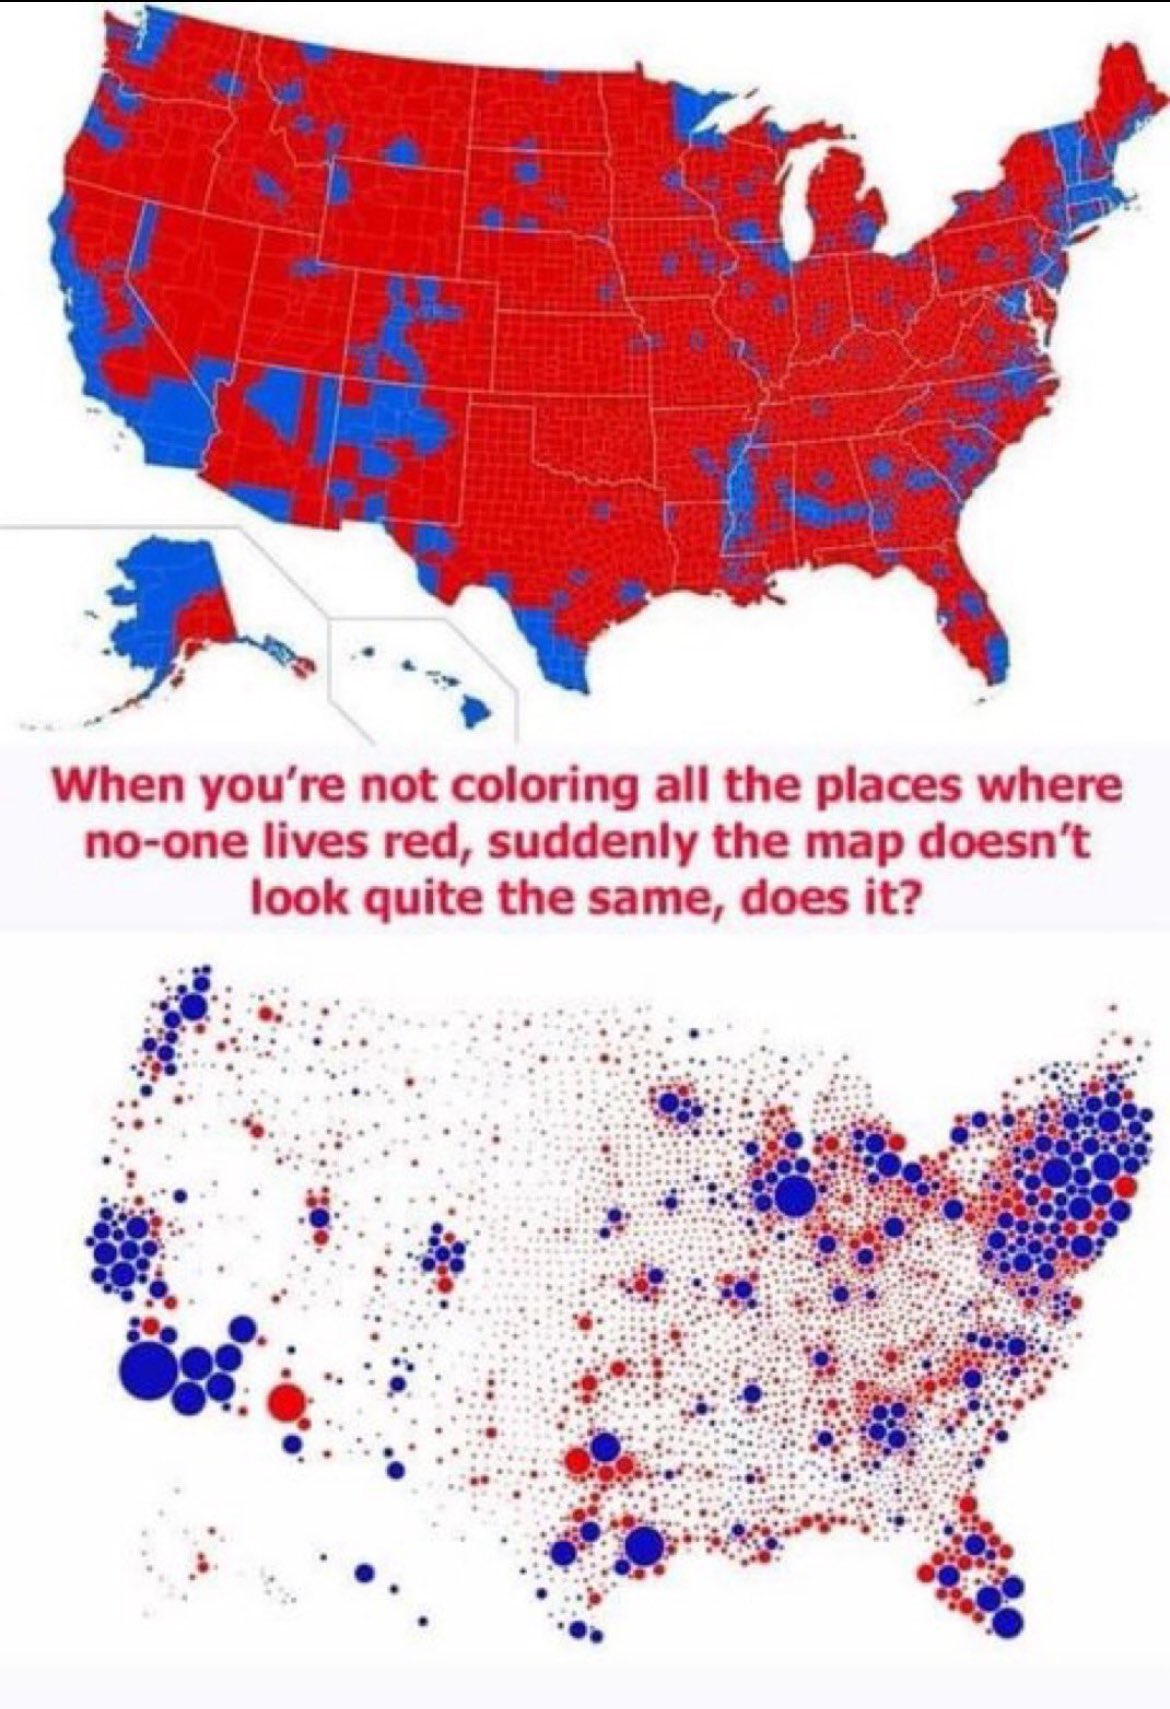 When you're not coloring all the places where
no-one lives red, suddenly the map doesn't
look quite the same, does it?